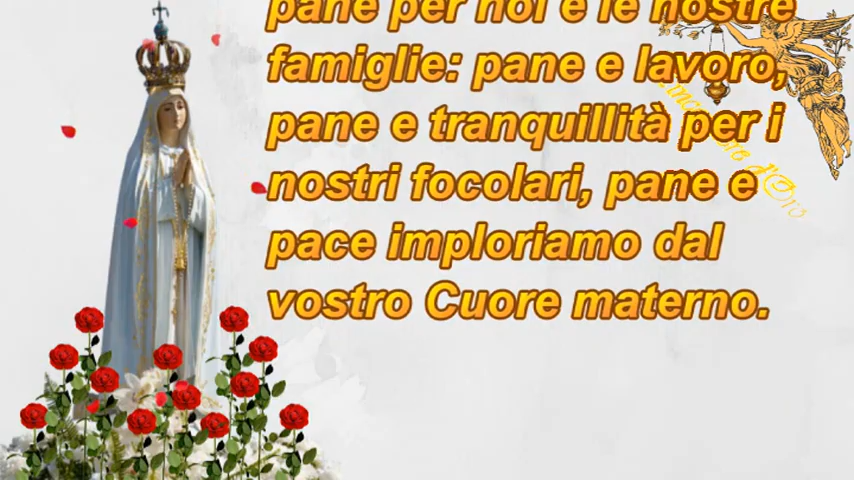 pane per noi e le nostre
famiglie: pane e lavoro,
pane e tranquillità per i
nostri focolari, pane e
pace imploriamo dal
vostro Cuore materno.